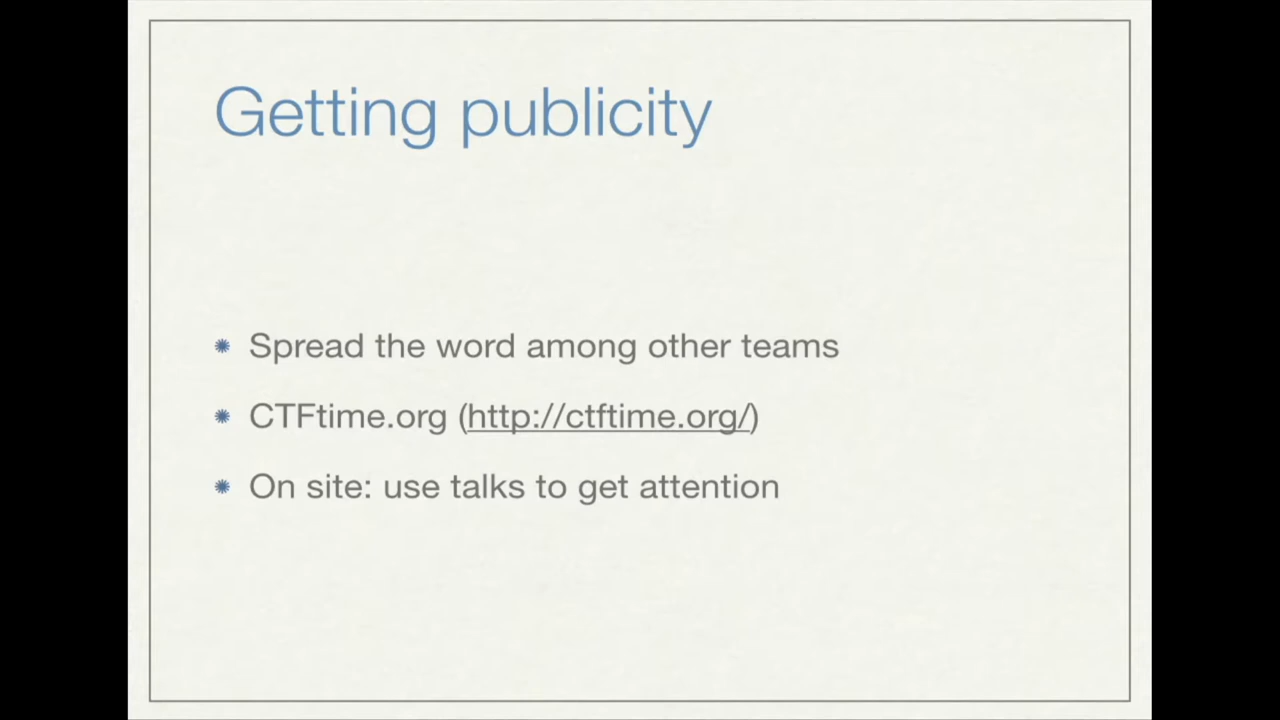 Getting publicity
Spread the word among other teams
CTFtime.org (http://ctftime.org/)
On site: use talks to get attention